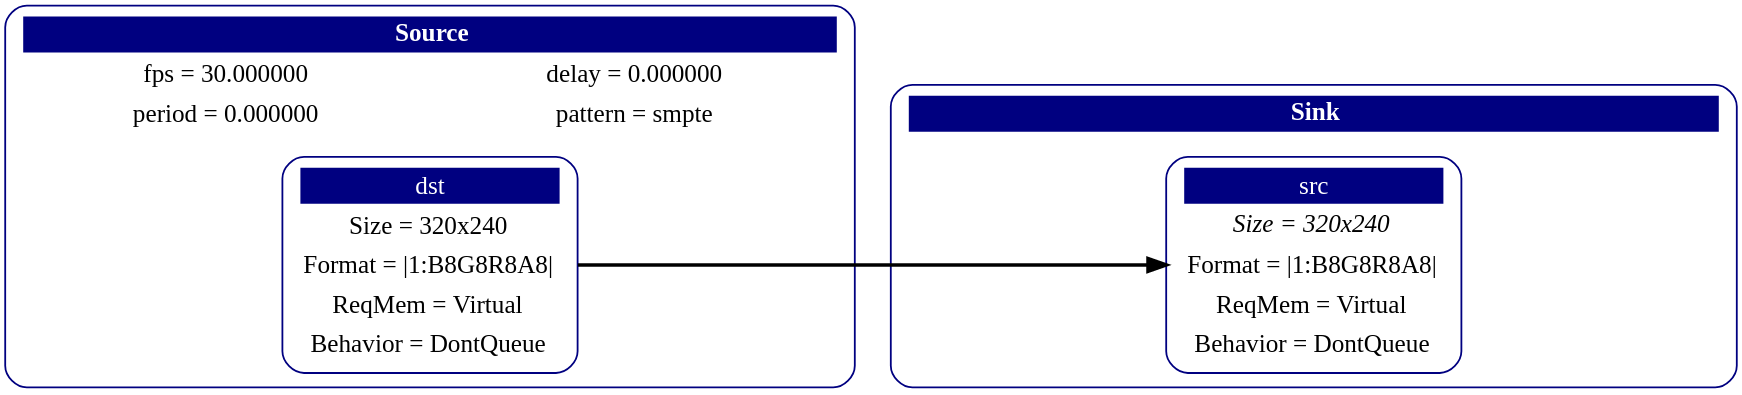 Source
fps = 30.000000 delay = 0.000000
period = 0.000000 pattern = smpte
dst
Size = 320x240
Format = |1:B8G8R8A8|
ReqMem = Virtual
Behavior = DontQueue
Sink
src
Size = 320x240
Format = |1:B8G8R8A8|
ReqMem = Virtual
Behavior = DontQueue